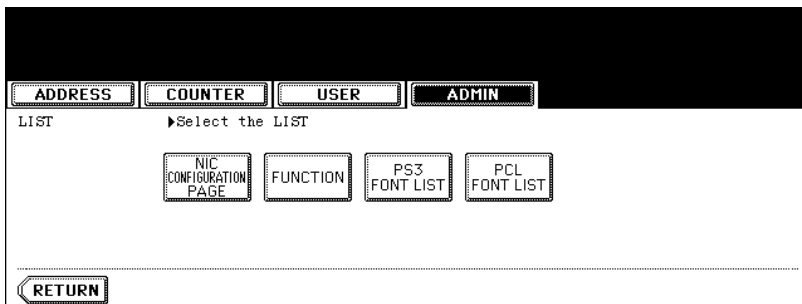 ADDRESS COUNTER USER ADMIN
LIST ▶Select the LIST
NIC CONFIGURATION PAGE
FUNCTION
PS3 FONT LIST
PCL FONT LIST
RETURN